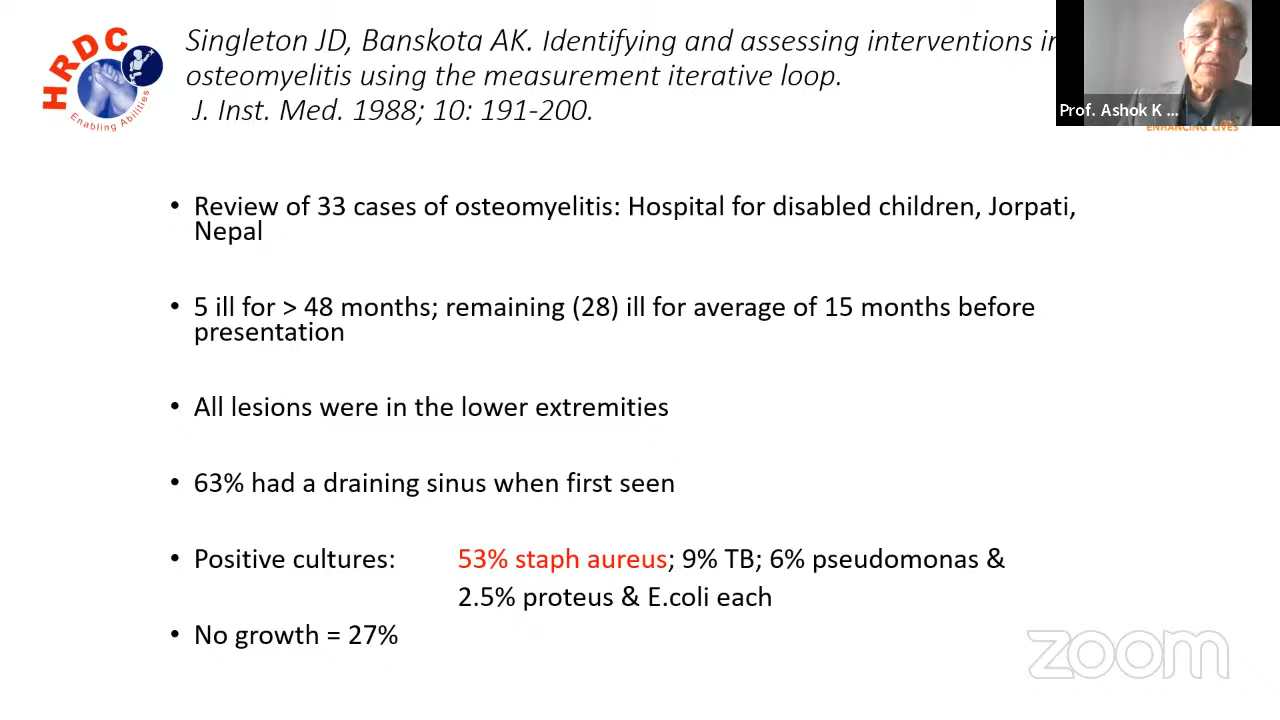 HRDC
Enabling Abilities
Singleton JD, Banskota AK. Identifying and assessing interventions in
osteomyelitis using the measurement iterative loop.
J. Inst. Med. 1988; 10: 191-200.
Prof. Ashok K ...
ENHANCING LIVES
• Review of 33 cases of osteomyelitis: Hospital for disabled children, Jorpati,
Nepal
• 5 ill for > 48 months; remaining (28) ill for average of 15 months before
presentation
• All lesions were in the lower extremities
• 63% had a draining sinus when first seen
• Positive cultures: 53% staph aureus; 9% TB; 6% pseudomonas &
2.5% proteus & E.coli each
• No growth = 27%
zoom